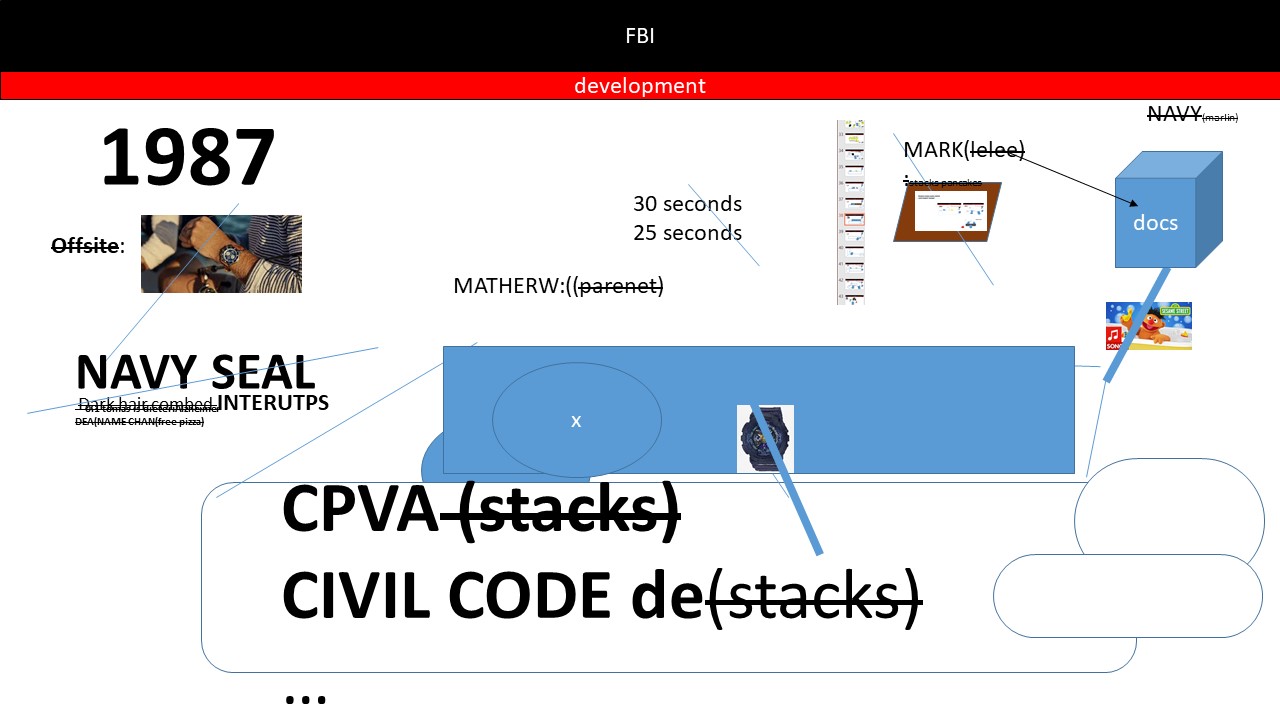 FBI
development
NAVY(marlin)
1987
MARK(lelee)
:stacks pancakes
30 seconds
25 seconds
docs
Offsite:
MATHERW:((parenet)
SESAME STREET
SONG
NAVY SEAL
Dark hair combed INTERUTPS
DEA(NAME CHAN(free pizza)
x
CPVA (stacks)
CIVIL CODE de(stacks)
...